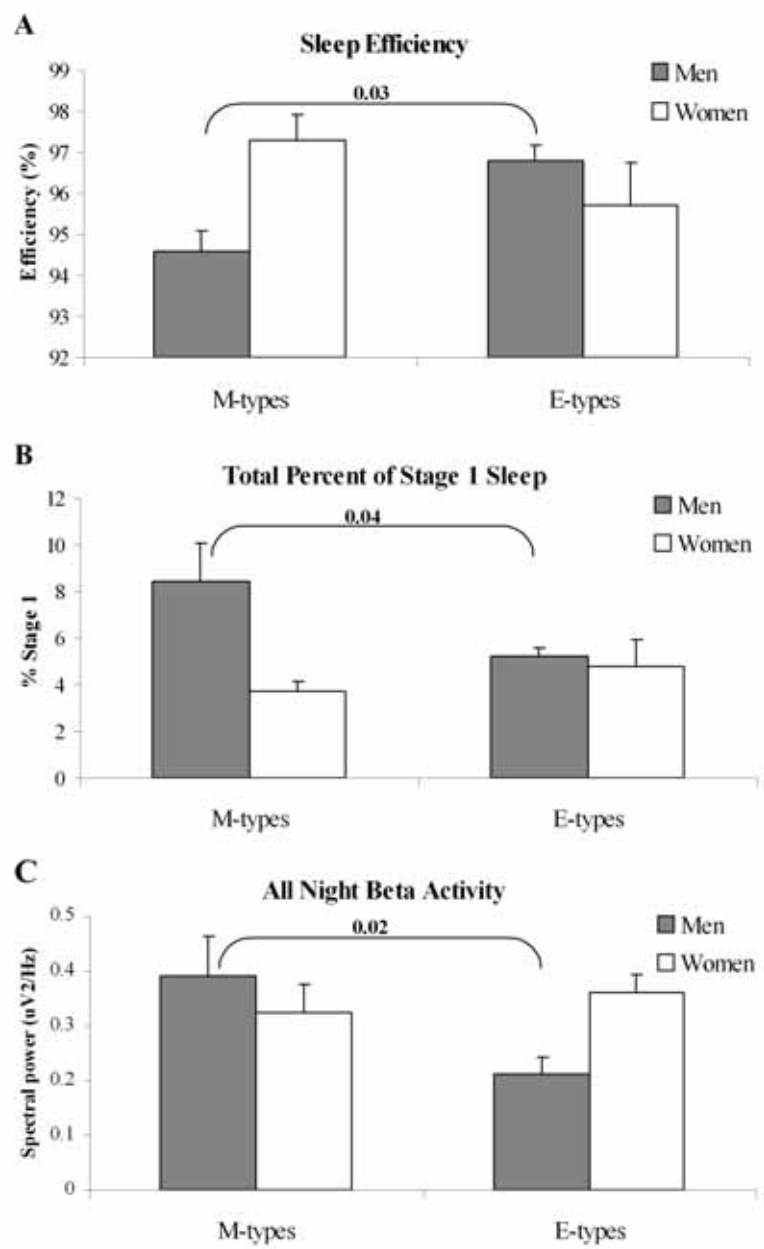 A
Sleep Efficiency
99
98
97
96
95
94
93
92
Efficiency (%)
0.03
Men
Women
M-types
E-types
B
Total Percent of Stage 1 Sleep
12
10
8
6
4
2
0
% Stage 1
0.04
Men
Women
M-types
E-types
C
All Night Beta Activity
0.5
0.4
0.3
0.2
0.1
0
Spectral power (uV2/Hz)
0.02
Men
Women
M-types
E-types